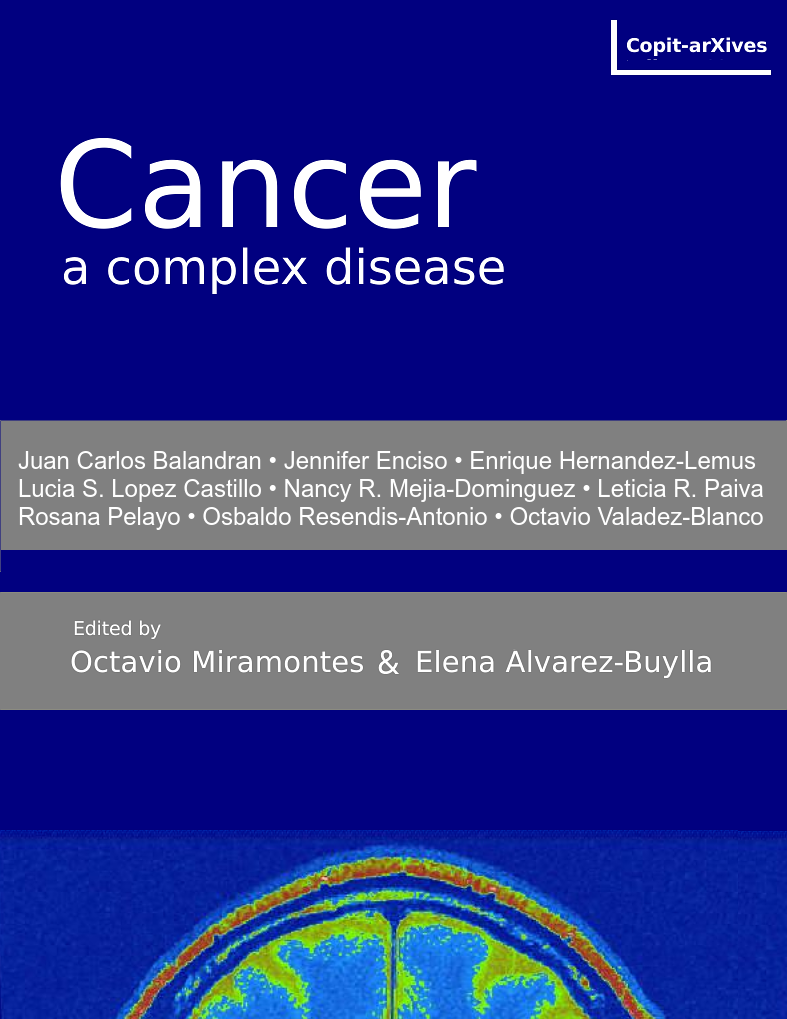 Copit-arXives
Cancer
a complex disease
Juan Carlos Balandran • Jennifer Enciso • Enrique Hernandez-Lemus
Lucia S. Lopez Castillo • Nancy R. Mejia-Dominguez • Leticia R. Paiva
Rosana Pelayo • Osbaldo Resendis-Antonio • Octavio Valadez-Blanco
Edited by
Octavio Miramontes & Elena Alvarez-Buylla